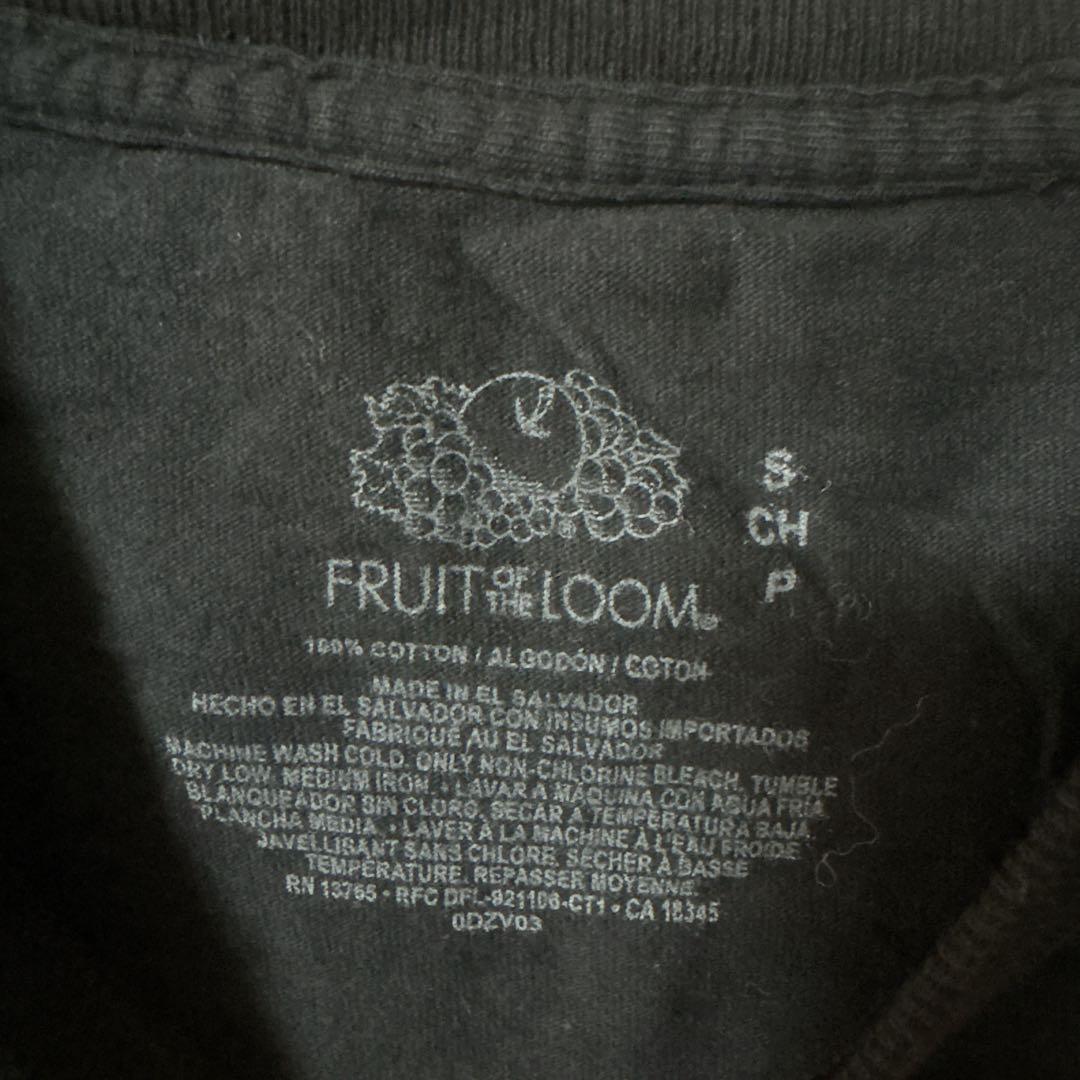 S
CH
P
FRUIT OF THE LOOM®
100% COTTON / ALGODÓN / COTON
MADE IN EL SALVADOR
HECHO EN EL SALVADOR CON INSUMOS IMPORTADOS
FABRIQUÉ AU EL SALVADOR
MACHINE WASH COLD. ONLY NON-CHLORINE BLEACH, TUMBLE
DRY LOW. MEDIUM IRON. • LAVAR A MÁQUINA CON AGUA FRÍA.
BLANQUEADOR SIN CLORO. SECAR A TEMPERATURA BAJA.
PLANCHA MEDIA. • LAVER À LA MACHINE À L'EAU FROIDE.
JAVELLISANT SANS CHLORE. SÉCHER À BASSE
TEMPÉRATURE. REPASSER MOYENNE.
RN 13765 • RFC DFL-921106-CT1 • CA 18345
0DZV03